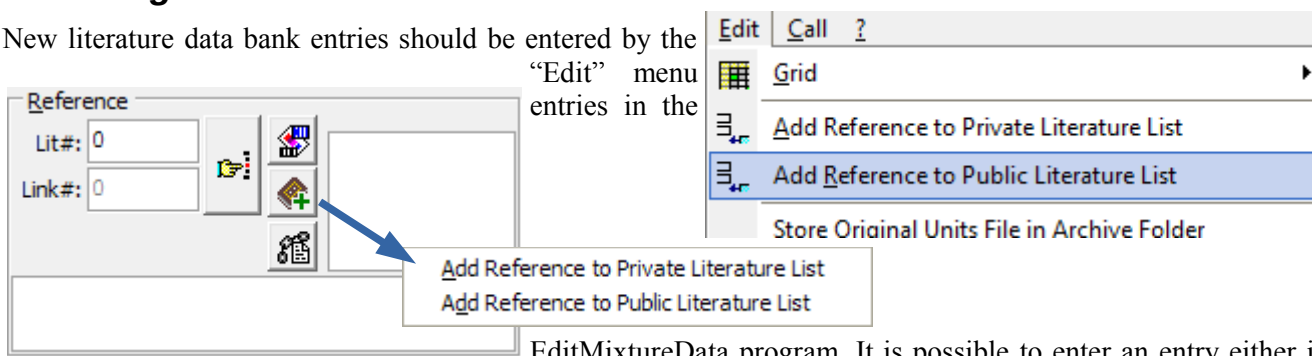 New literature data bank entries should be entered by the
“Edit” menu
entries in the
Reference
Lit#: 0
Link#: 0
Add Reference to Private Literature List
Add Reference to Public Literature List
Edit Call ?
Grid
Add Reference to Private Literature List
Add Reference to Public Literature List
Store Original Units File in Archive Folder
EditMixtureData program. It is possible to enter an entry either